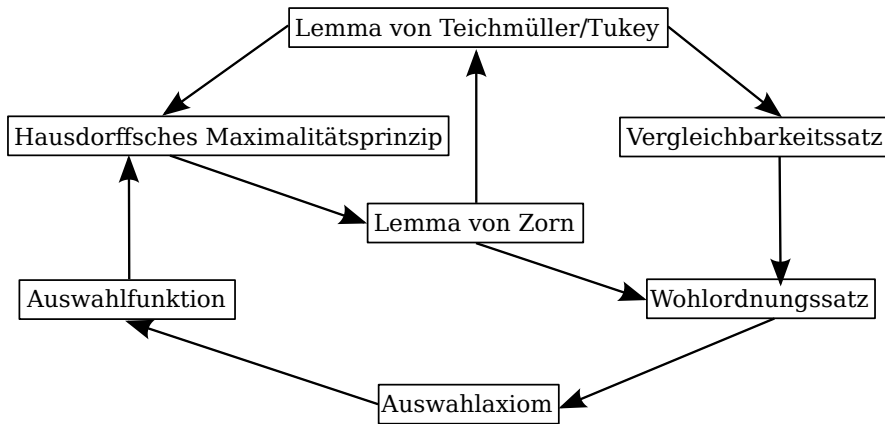 Lemma von Teichmüller/Tukey
Hausdorffsches Maximalitätsprinzip
Vergleichbarkeitssatz
Lemma von Zorn
Auswahlfunktion
Wohlordnungssatz
Auswahlaxiom